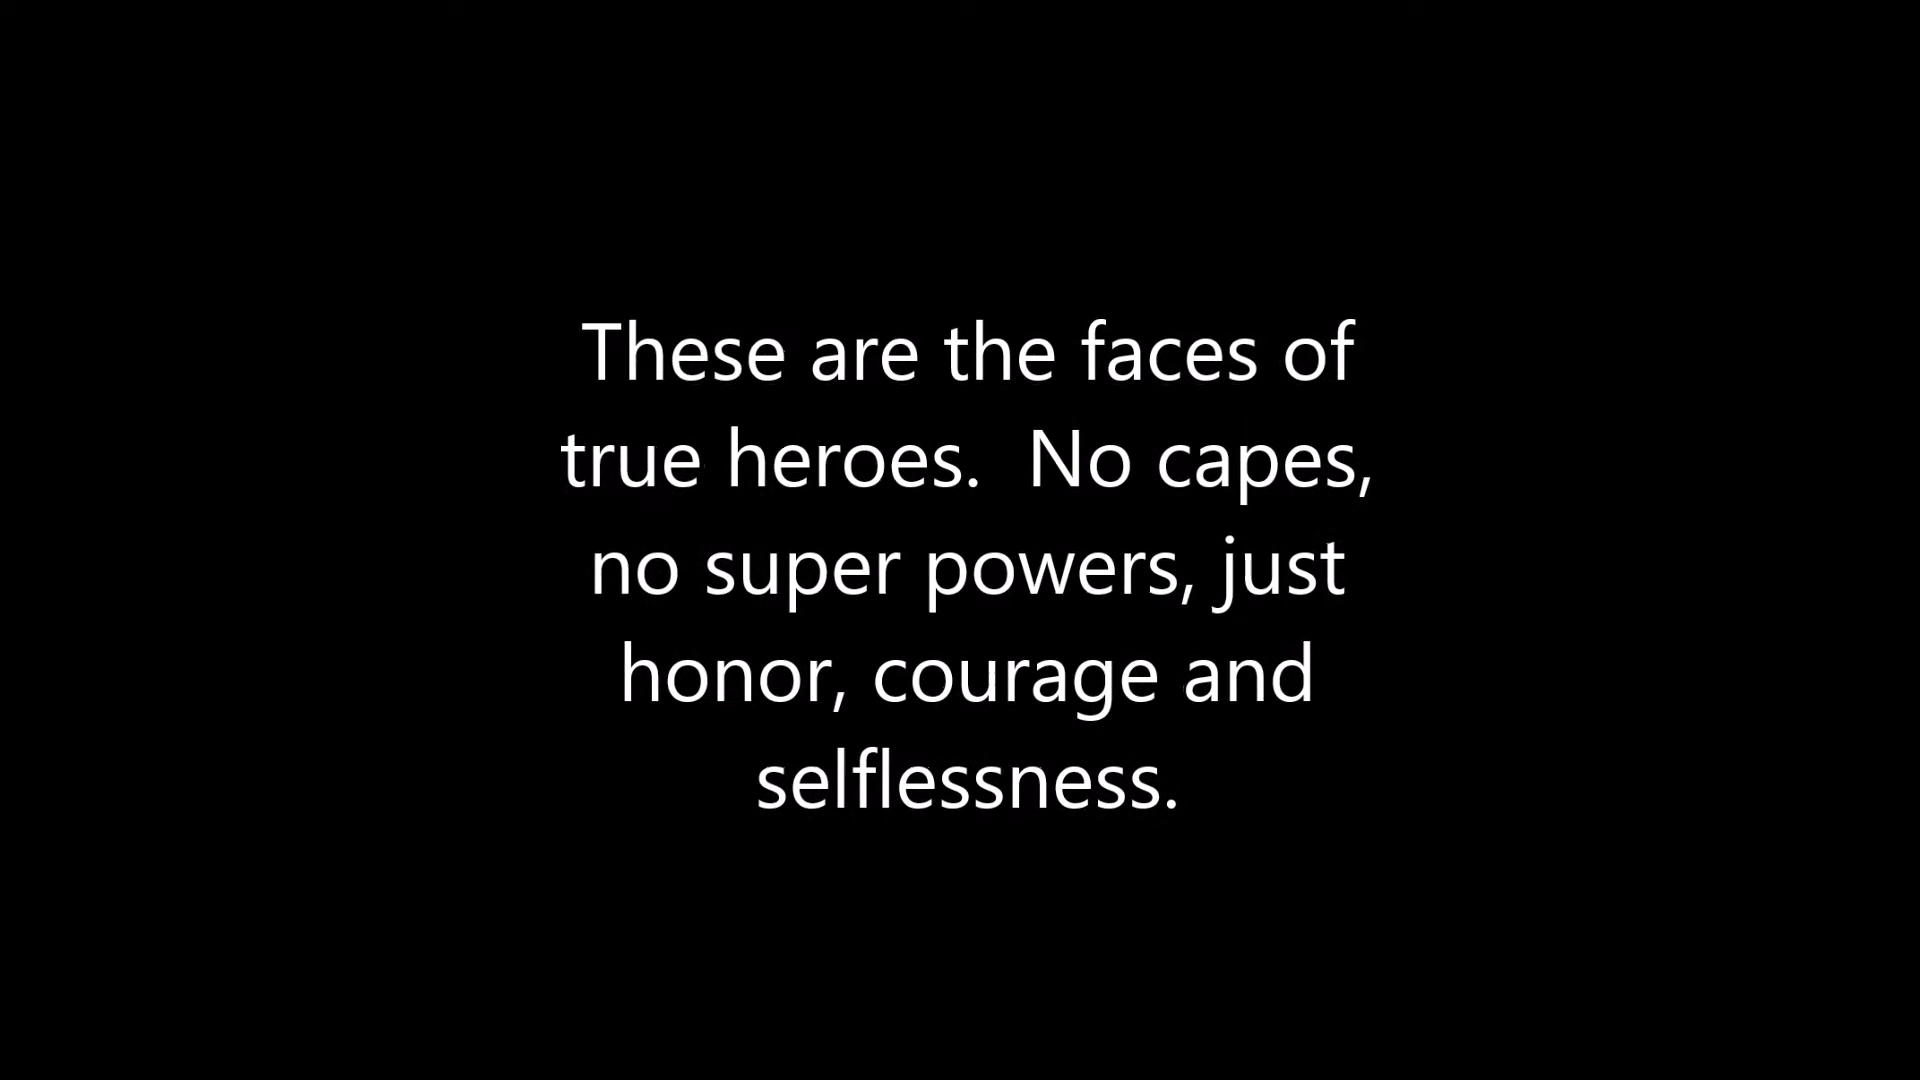 These are the faces of
true heroes.  No capes,
no super powers, just
honor, courage and
selflessness.